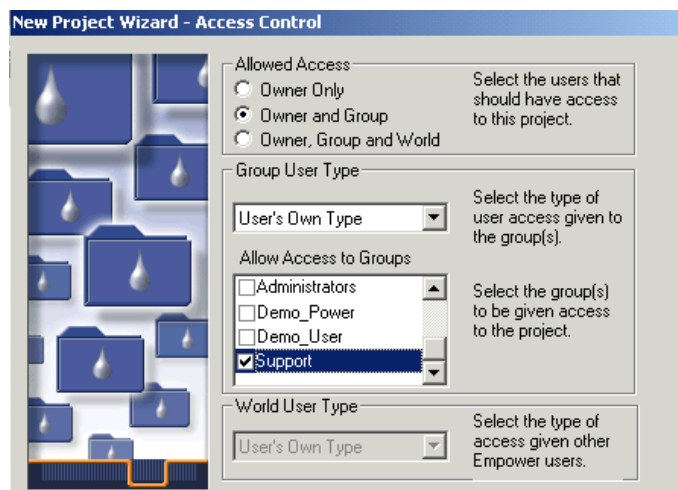 New Project Wizard - Access Control
Allowed Access
Owner Only
Owner and Group
Owner, Group and World
Select the users that
should have access
to this project.
Group User Type
User's Own Type
Select the type of
user access given to
the group(s).
Allow Access to Groups
Administrators
Demo_Power
Demo_User
Support
Select the group(s)
to be given access
to the project.
World User Type
User's Own Type
Select the type of
access given other
Empower users.